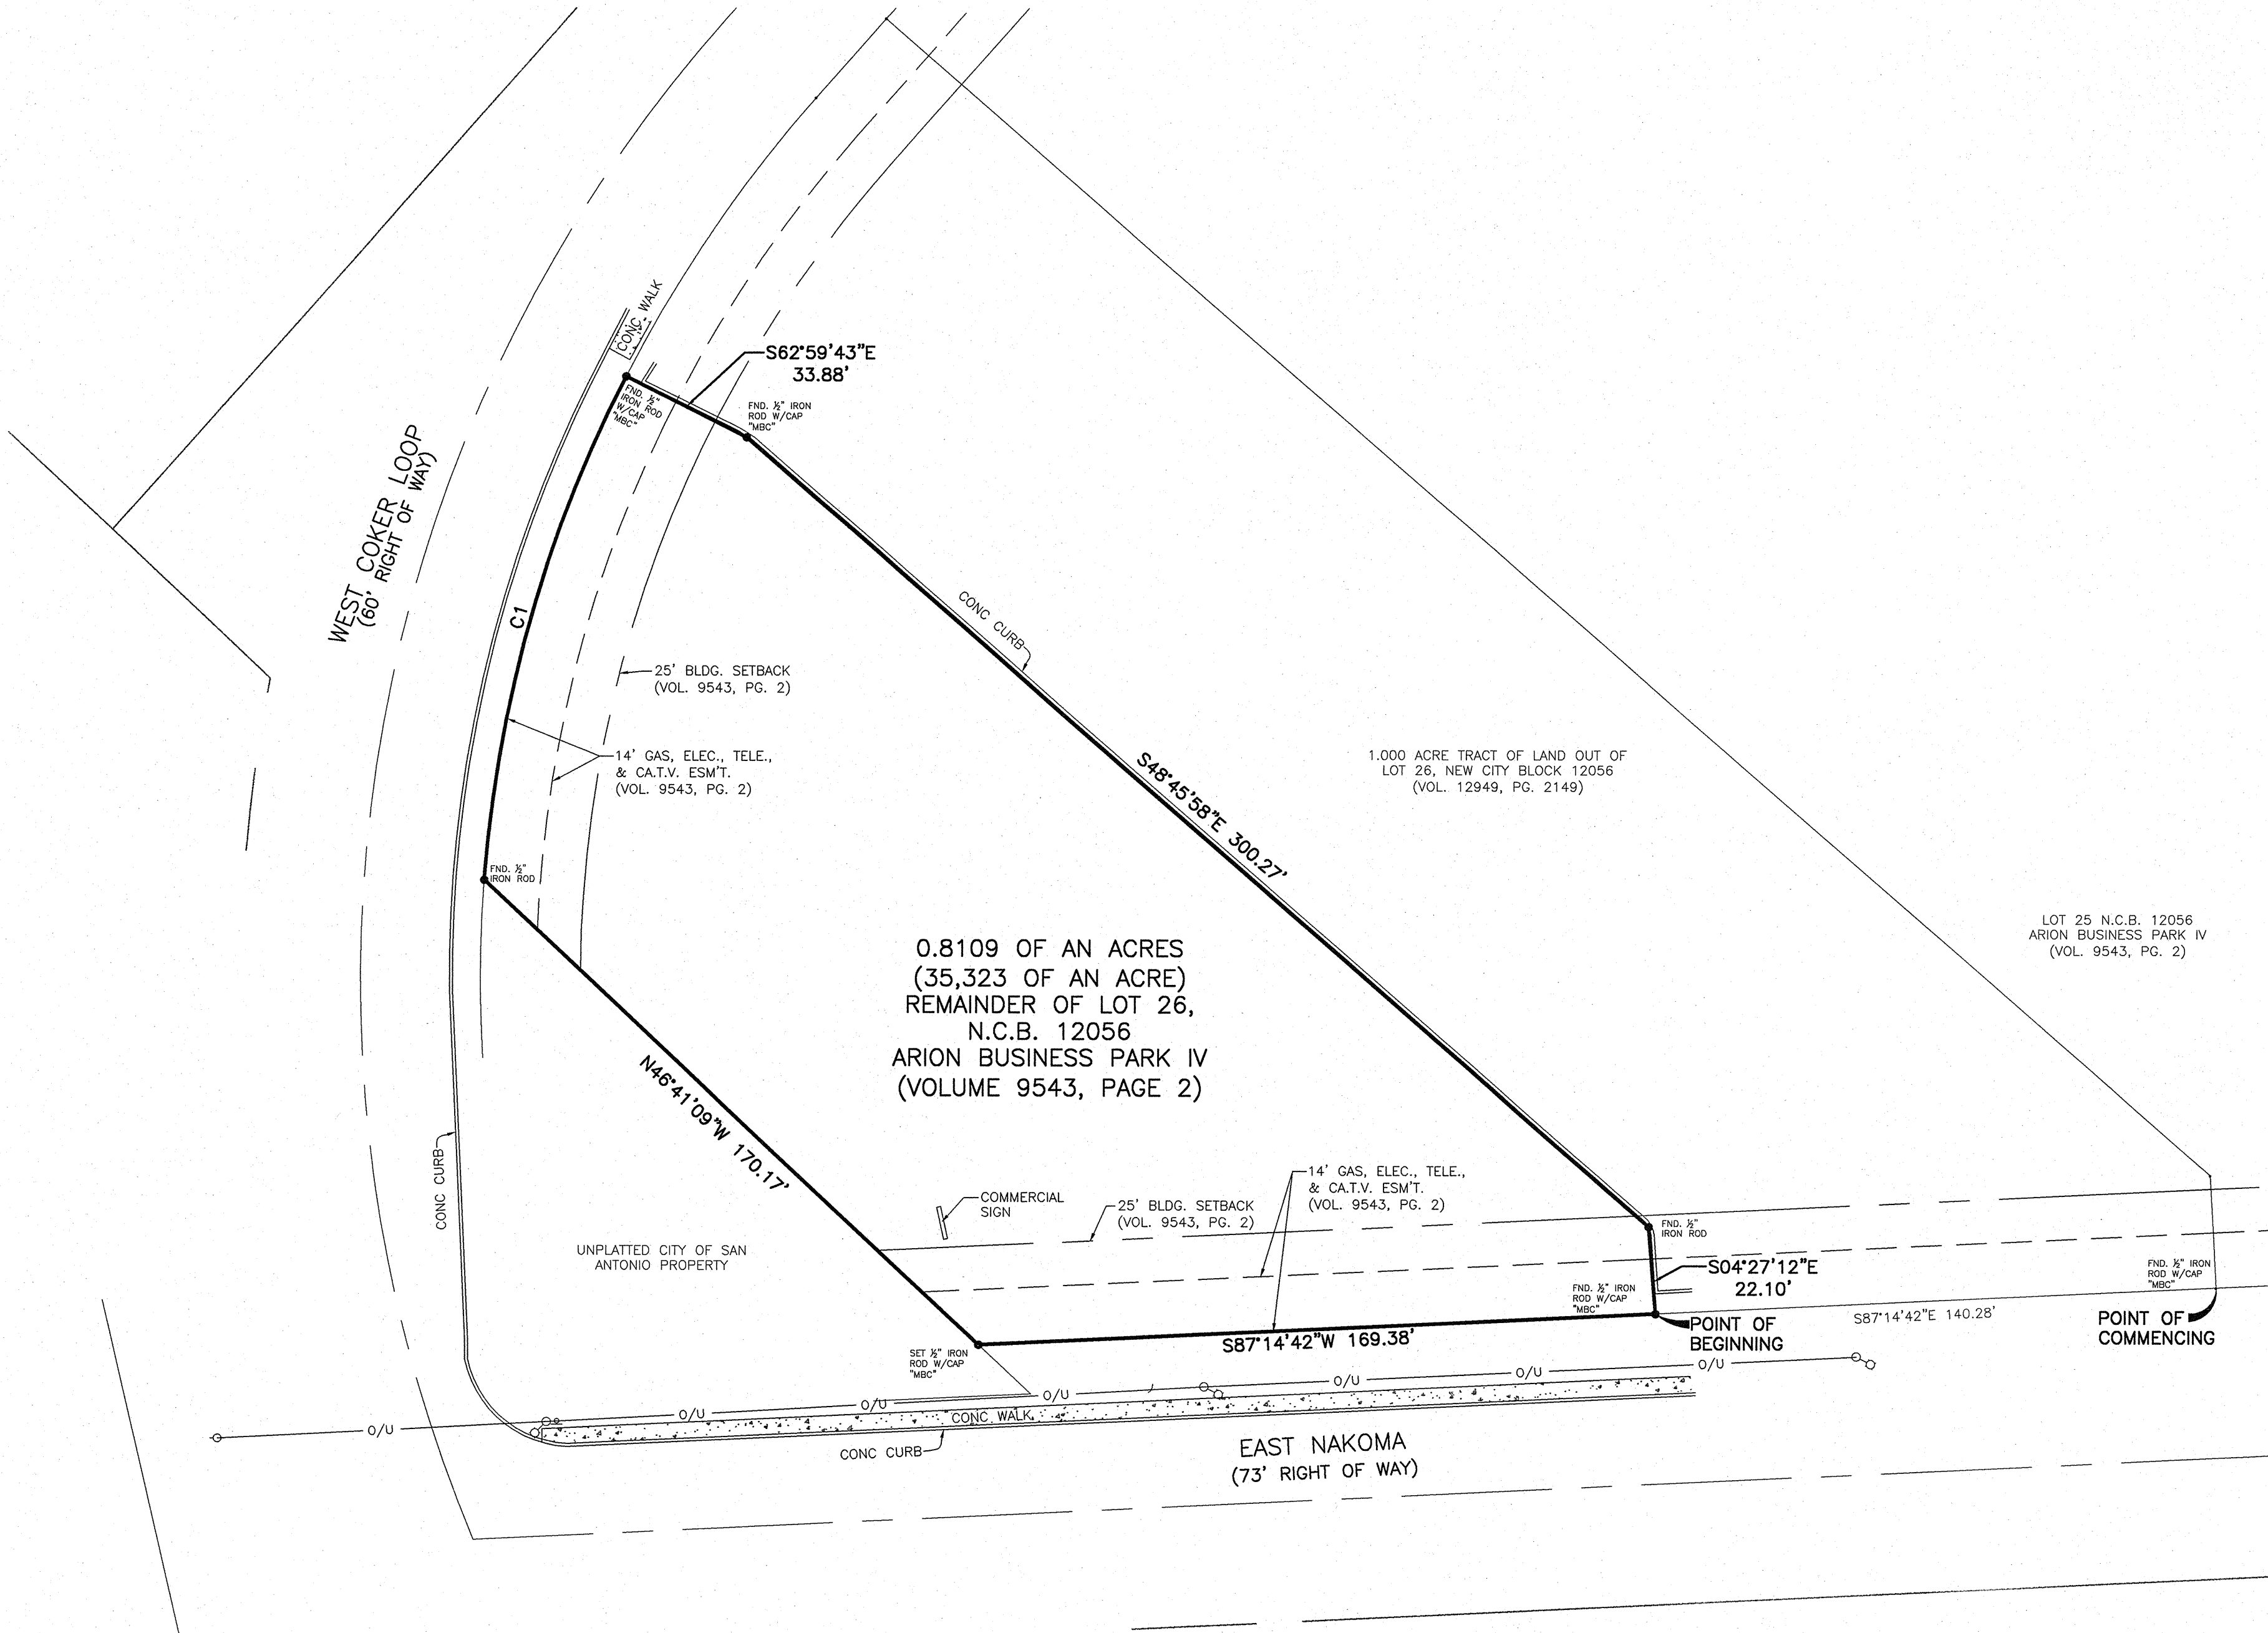 CONC. WALK
S62°59'43"E
33.88'
FND. ½"
IRON ROD
W/CAP
"MBC"
FND. ½" IRON
ROD W/CAP
"MBC"
WEST COKER LOOP
(60' RIGHT OF WAY)
C1
CONC CURB
25' BLDG. SETBACK
(VOL. 9543, PG. 2)
14' GAS, ELEC., TELE.,
& CA.T.V. ESM'T.
(VOL. 9543, PG. 2)
S48°45'58"E 300.27'
1.000 ACRE TRACT OF LAND OUT OF
LOT 26, NEW CITY BLOCK 12056
(VOL. 12949, PG. 2149)
FND. ½"
IRON ROD
LOT 25 N.C.B. 12056
ARION BUSINESS PARK IV
(VOL. 9543, PG. 2)
0.8109 OF AN ACRES
(35,323 OF AN ACRE)
REMAINDER OF LOT 26,
N.C.B. 12056
ARION BUSINESS PARK IV
(VOLUME 9543, PAGE 2)
N46°41'09"W 170.17'
CONC CURB
COMMERCIAL
SIGN
25' BLDG. SETBACK
(VOL. 9543, PG. 2)
14' GAS, ELEC., TELE.,
& CA.T.V. ESM'T.
(VOL. 9543, PG. 2)
FND. ½"
IRON ROD
UNPLATTED CITY OF SAN
ANTONIO PROPERTY
S04°27'12"E
22.10'
FND. ½" IRON
ROD W/CAP
"MBC"
FND. ½" IRON
ROD W/CAP
"MBC"
S87°14'42"E 140.28'
POINT OF
BEGINNING
POINT OF
COMMENCING
S87°14'42"W 169.38'
SET ½" IRON
ROD W/CAP
"MBC"
O/U
O/U
O/U
O/U
O/U
O/U
O/U
CONC WALK
CONC CURB
EAST NAKOMA
(73' RIGHT OF WAY)